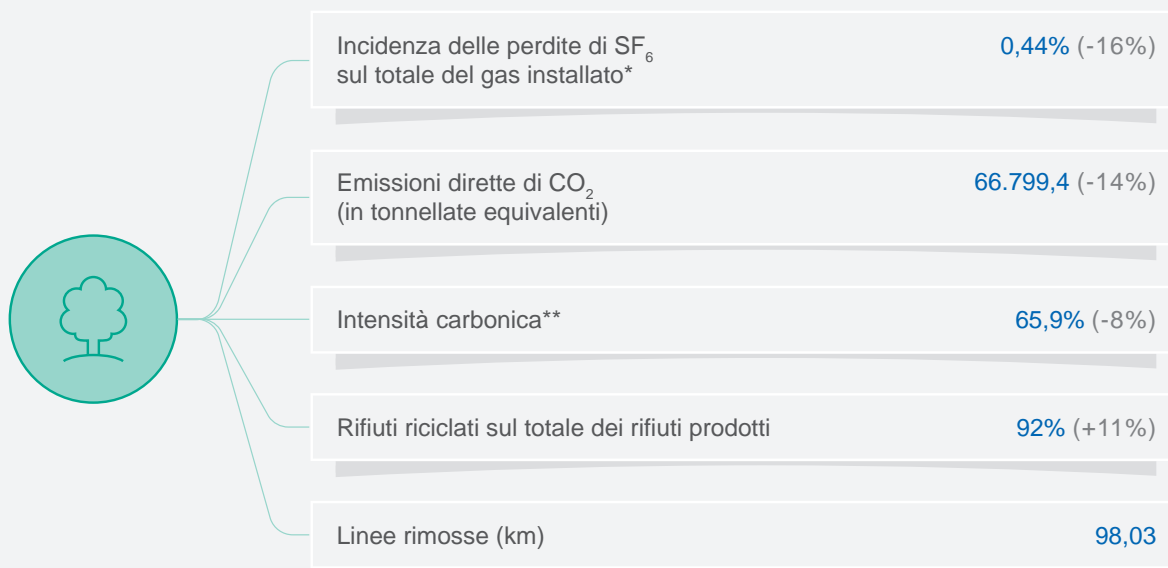 Incidenza delle perdite di SF6
sul totale del gas installato*
0,44% (-16%)
Emissioni dirette di CO2
(in tonnellate equivalenti)
66.799,4 (-14%)
Intensità carbonica**
65,9% (-8%)
Rifiuti riciclati sul totale dei rifiuti prodotti
92% (+11%)
Linee rimosse (km)
98,03